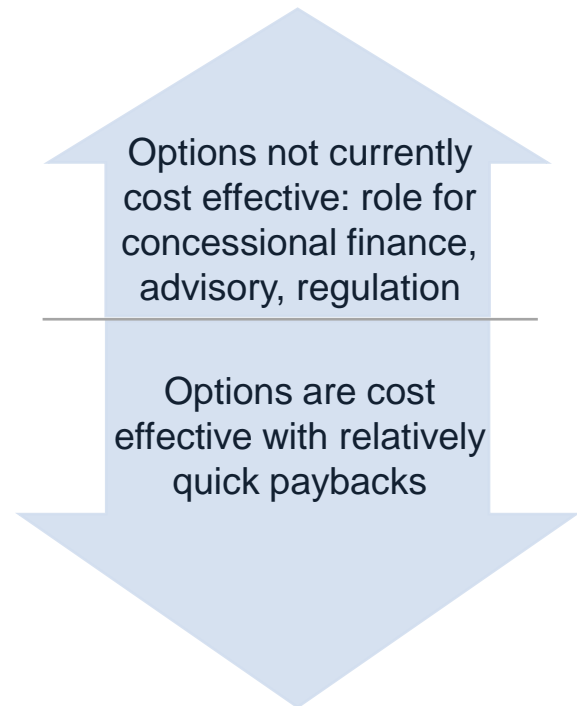 Options not currently
cost effective: role for
concessional finance,
advisory, regulation
Options are cost
effective with relatively
quick paybacks